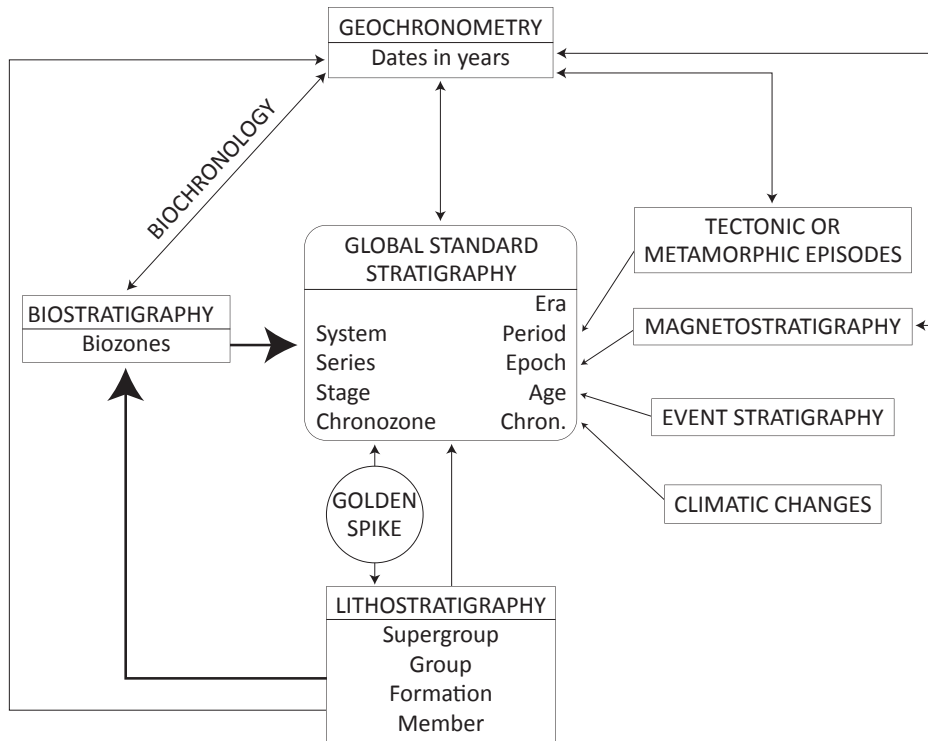 GEOCHRONOMETRY
Dates in years
BIOCHRONOLOGY
GLOBAL STANDARD
STRATIGRAPHY
Era
System Period
Series Epoch
Stage Age
Chronozone Chron.
TECTONIC OR
METAMORPHIC EPISODES
BIOSTRATIGRAPHY
Biozones
MAGNETOSTRATIGRAPHY
EVENT STRATIGRAPHY
CLIMATIC CHANGES
GOLDEN
SPIKE
LITHOSTRATIGRAPHY
Supergroup
Group
Formation
Member